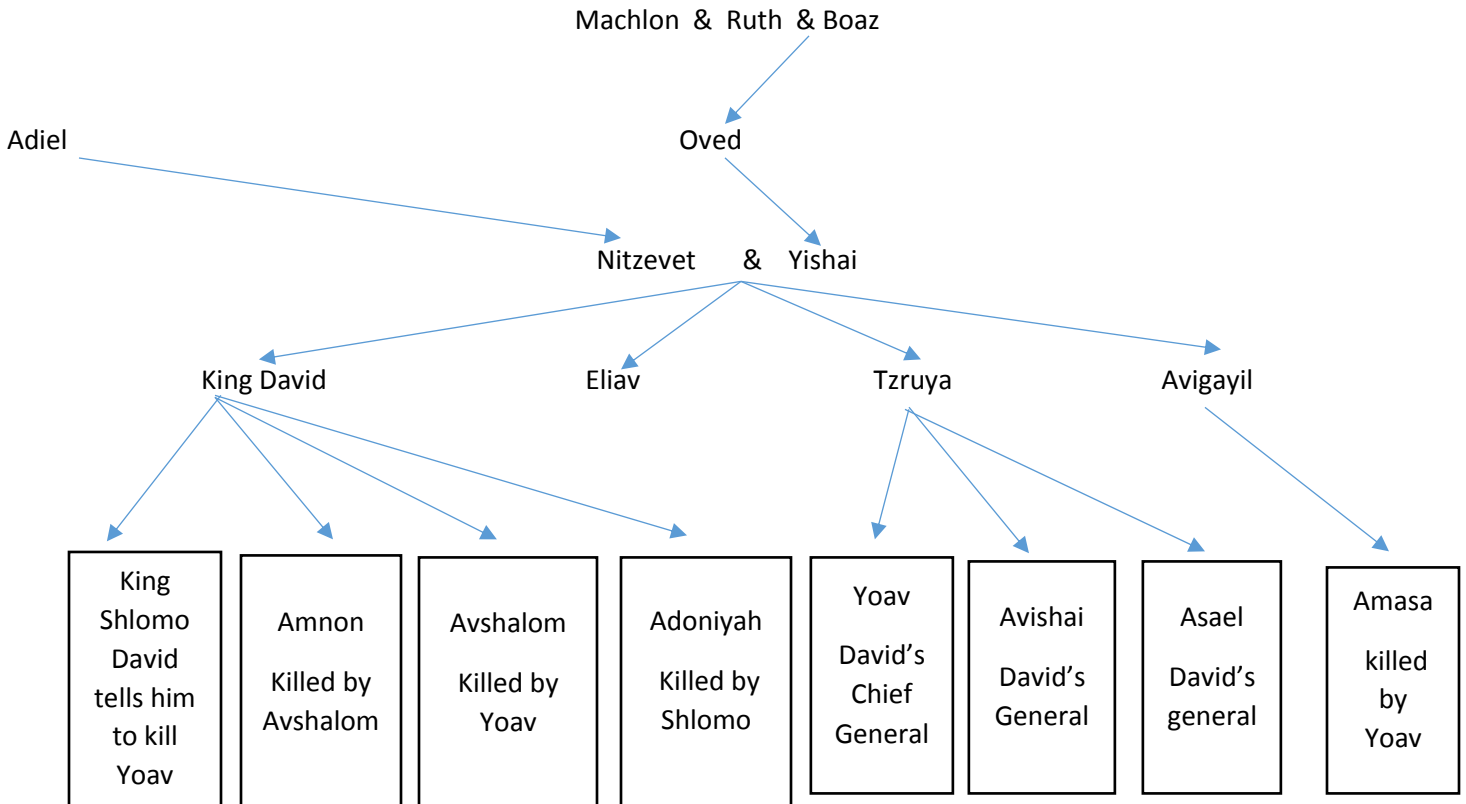 Machlon & Ruth & Boaz
Adiel
Oved
Nitzevet & Yishai
King David
Eliav
Tzruya
Avigayil
King
Shlomo
David
tells him
to kill
Yoav
Amnon
Killed by
Avshalom
Avshalom
Killed by
Yoav
Adoniyah
Killed by
Shlomo
Yoav
David’s
Chief
General
Avishai
David’s
General
Asael
David’s
general
Amasa
killed
by
Yoav